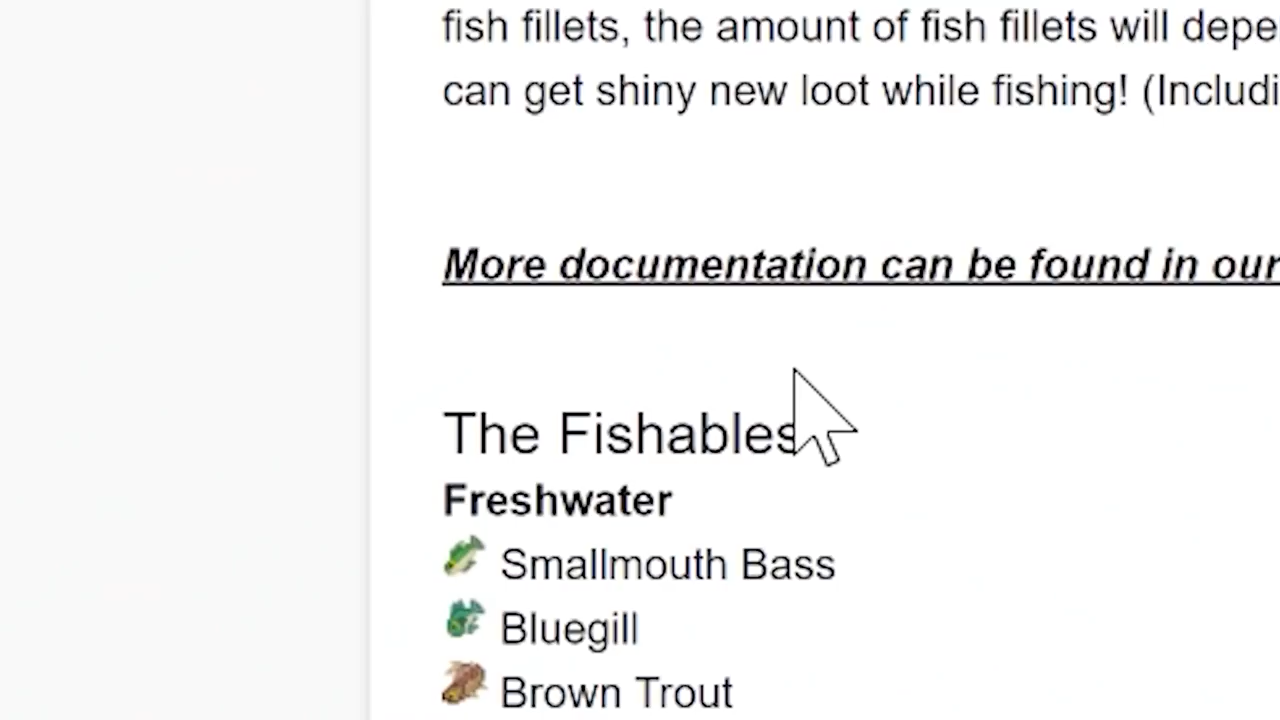 fish fillets, the amount of fish fillets will depe
can get shiny new loot while fishing! (Includi
More documentation can be found in our
The Fishables
Freshwater
Smallmouth Bass
Bluegill
Brown Trout